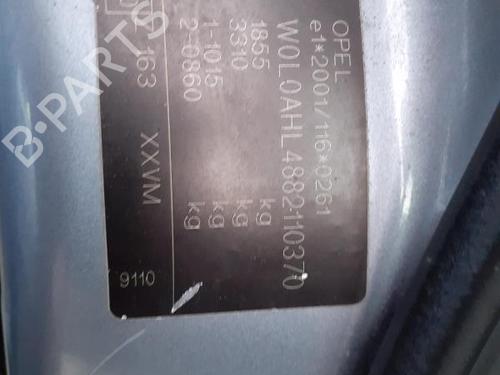 OPEL
e1*2001/116*0261
W0L0AHL4882110370
1855 kg
3310 kg
1-1015 kg
2-0860 kg
163 XXVM
9110
B-PARTS